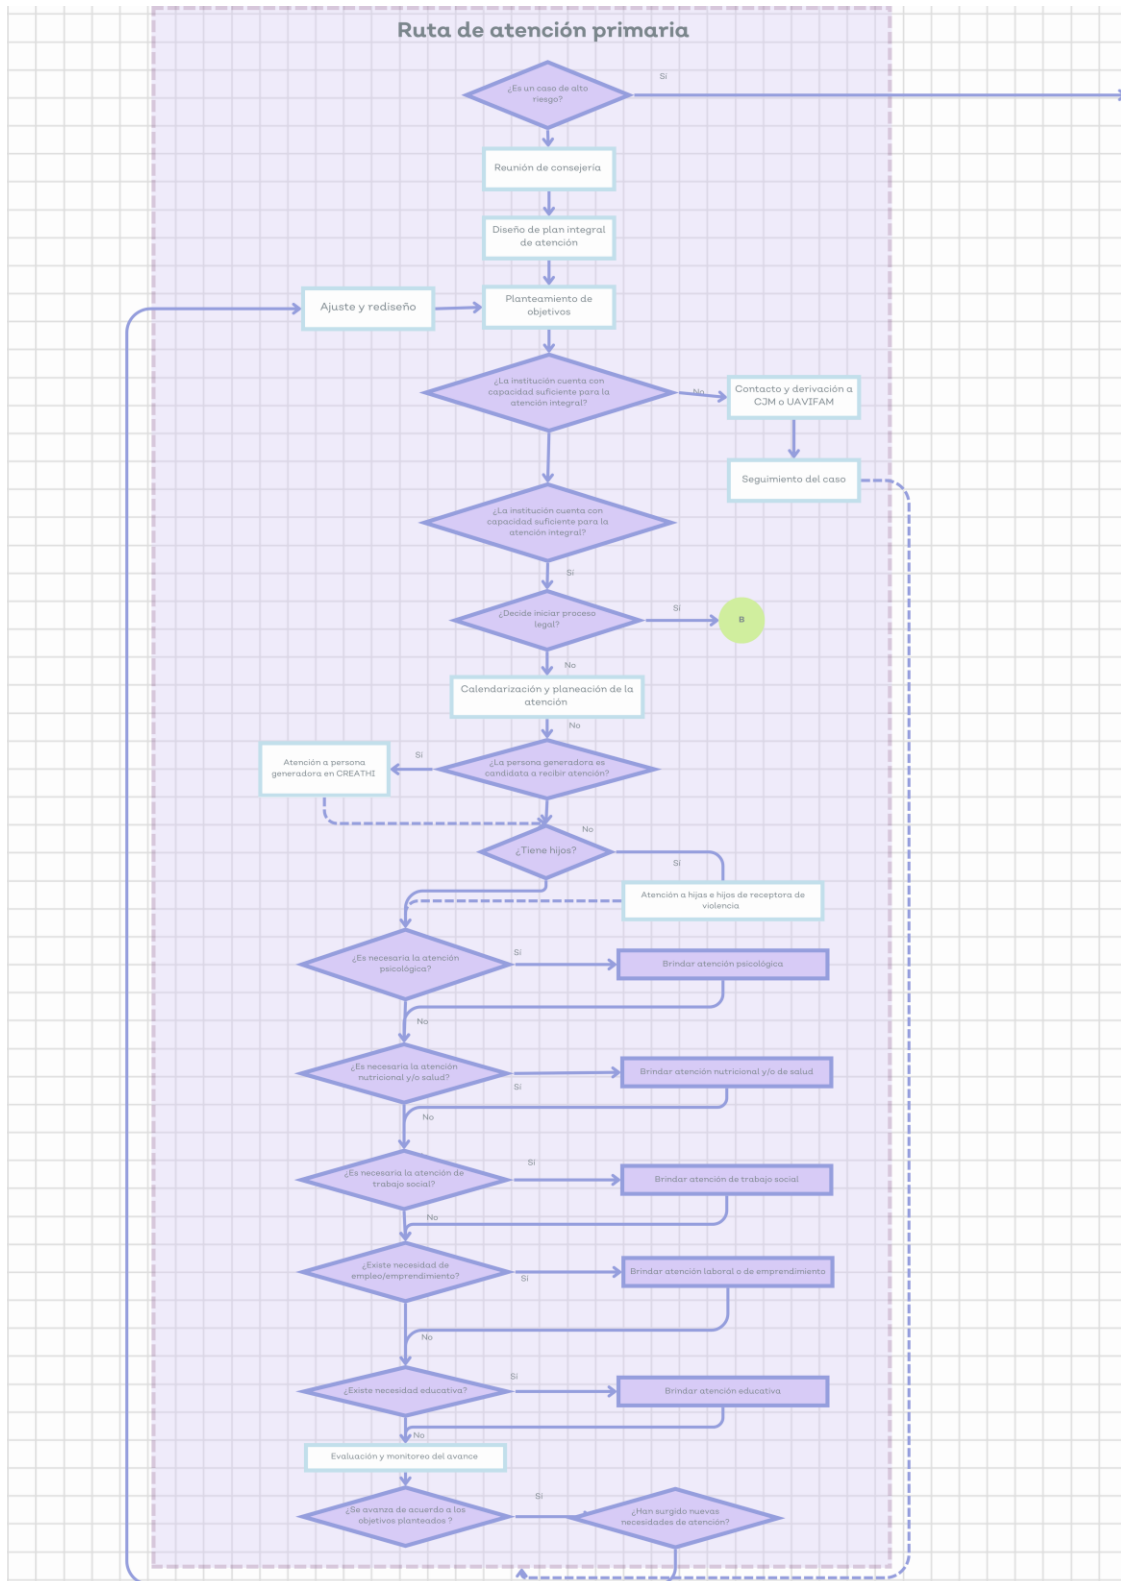 Ruta de atención primaria
Sí
¿Es un caso de alto
riesgo?
Reunión de consejería
Diseño de plan integral
de atención
Ajuste y rediseño
Planteamiento de
objetivos
¿La institución cuenta con
capacidad suficiente para la
atención integral?
No
Contacto y derivación a
CJM o UAVIFAM
Seguimiento del caso
¿La institución cuenta con
capacidad suficiente para la
atención integral?
Sí
¿Decide iniciar proceso
legal?
Sí
B
No
Calendarización y planeación de la
atención
No
Atención a persona
generadora en CREATHI
Sí
¿La persona generadora es
candidata a recibir atención?
No
¿Tiene hijos?
Sí
Atención a hijas e hijos de receptora de
violencia
¿Es necesaria la atención
psicológica?
Sí
Brindar atención psicológica
No
¿Es necesaria la atención
nutricional y/o salud?
Sí
Brindar atención nutricional y/o de salud
No
¿Es necesaria la atención de
trabajo social?
Sí
Brindar atención de trabajo social
No
¿Existe necesidad de
empleo/emprendimiento?
Sí
Brindar atención laboral o de emprendimiento
No
¿Existe necesidad educativa?
Sí
Brindar atención educativa
No
Evaluación y monitoreo del avance
¿Se avanza de acuerdo a los
objetivos planteados ?
Sí
¿Han surgido nuevas
necesidades de atención?